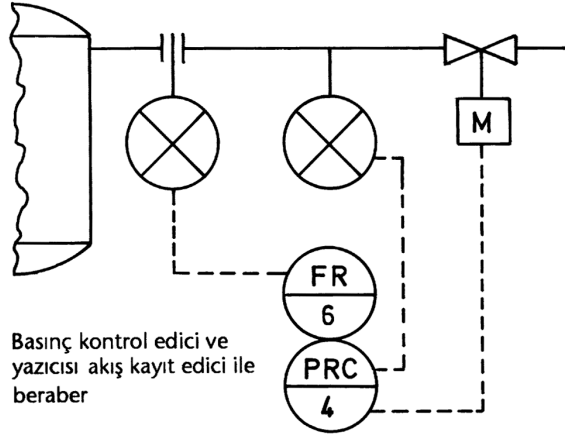 M
FR
6
PRC
4
Basınç kontrol edici ve
yazıcısı akış kayıt edici ile
beraber